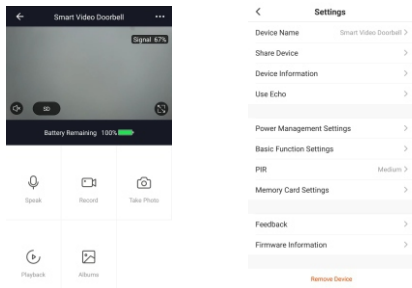 Smart Video Doorbell
Signal 67%
SD
Battery Remaining 100%
Speak
Record
Take Photo
Playback
Albums
Settings
Device Name Smart Video Doorbell
Share Device
Device Information
Use Echo
Power Management Settings
Basic Function Settings
PIR Medium
Memory Card Settings
Feedback
Firmware Information
Remove Device